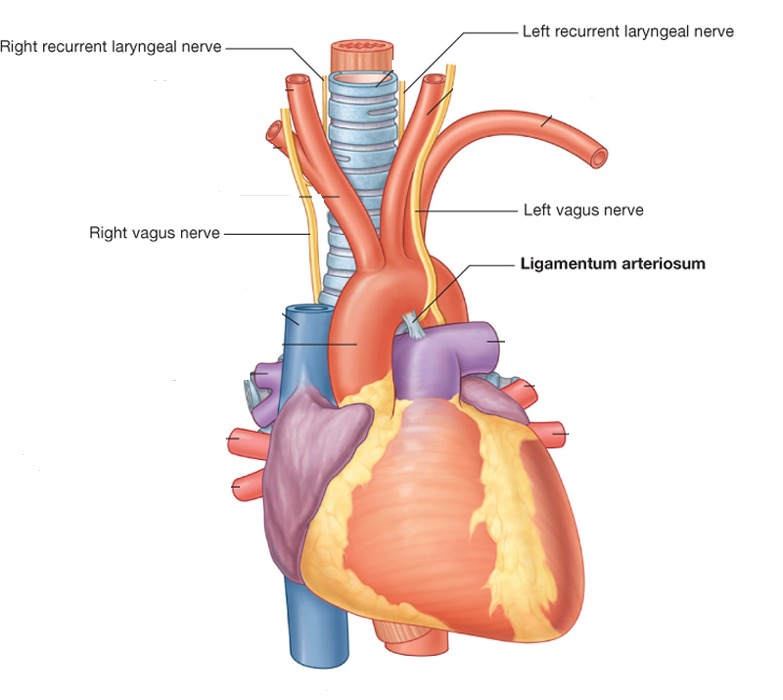 Left recurrent laryngeal nerve
Right recurrent laryngeal nerve
Left vagus nerve
Right vagus nerve
Ligamentum arteriosum